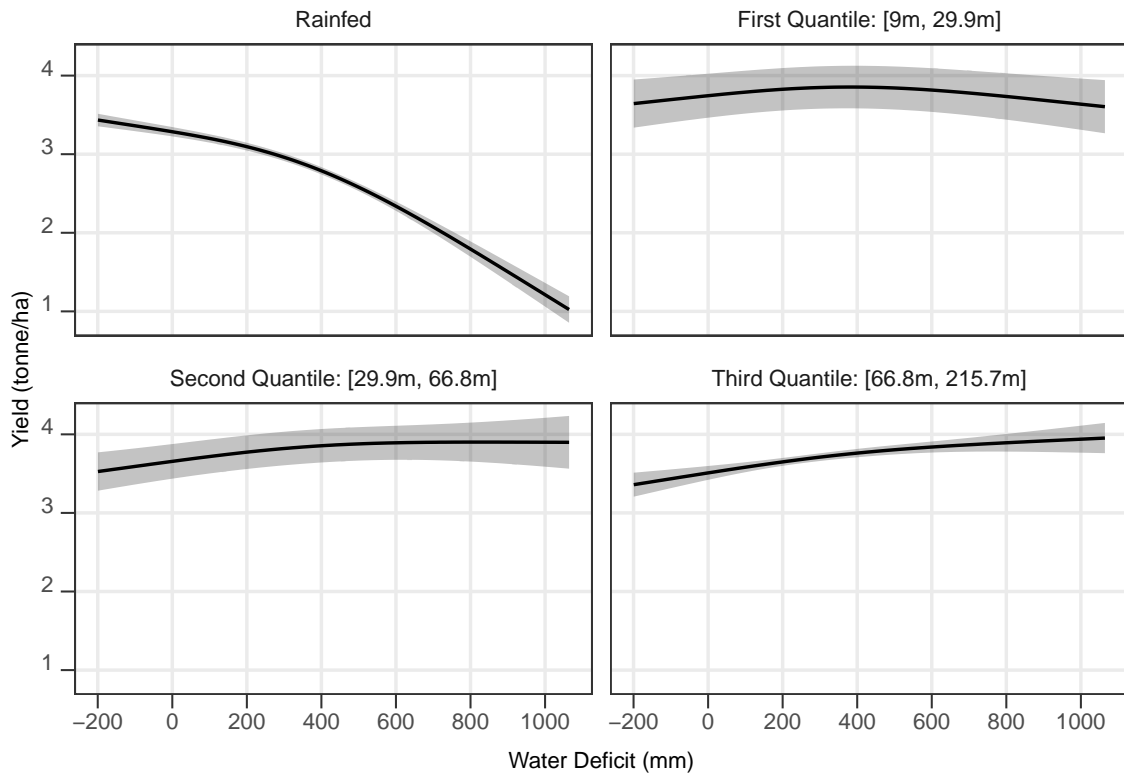 Rainfed
First Quantile: [9m, 29.9m]
4
3
2
1
Second Quantile: [29.9m, 66.8m]
Third Quantile: [66.8m, 215.7m]
4
3
2
1
Yield (tonne/ha)
−200 0 200 400 600 800 1000
−200 0 200 400 600 800 1000
Water Deficit (mm)